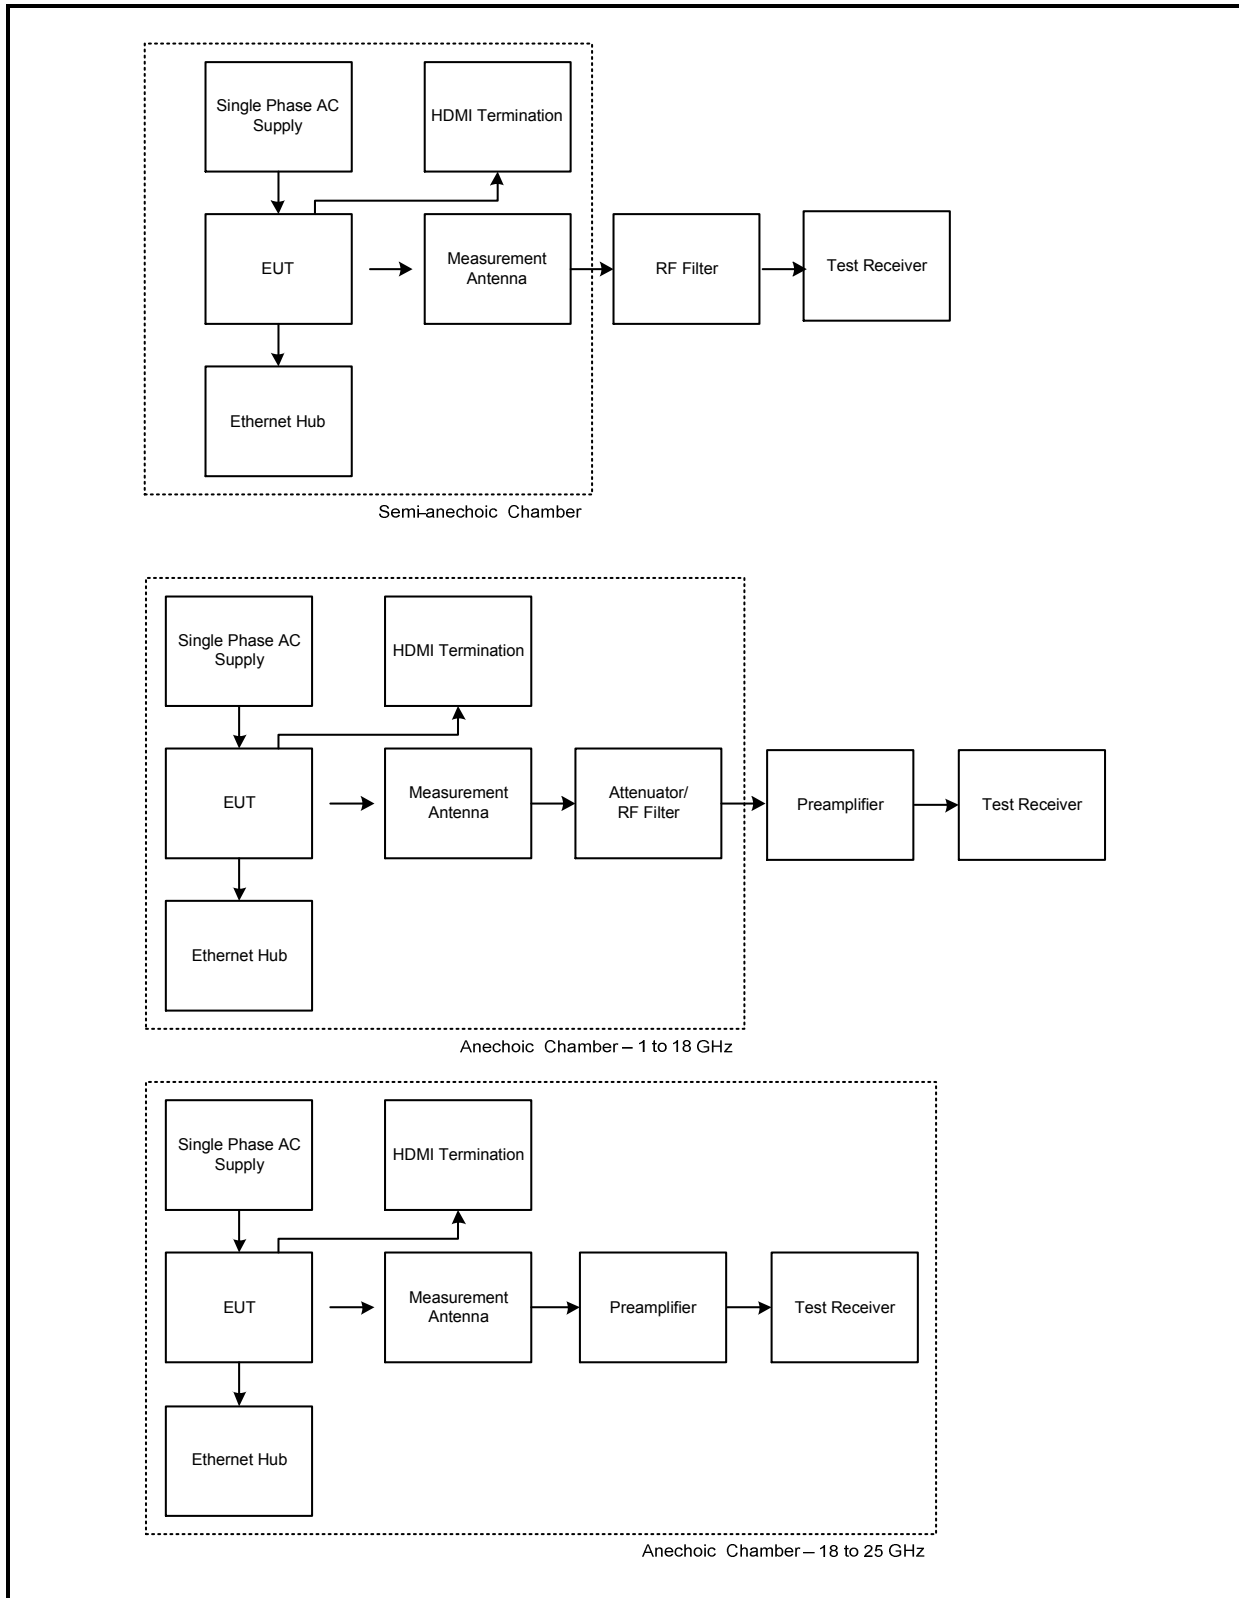 Single Phase AC
Supply
HDMI Termination
EUT
Measurement
Antenna
RF Filter
Test Receiver
Ethernet Hub
Semi-anechoic Chamber
Single Phase AC
Supply
HDMI Termination
EUT
Measurement
Antenna
Attenuator/
RF Filter
Preamplifier
Test Receiver
Ethernet Hub
Anechoic Chamber – 1 to 18 GHz
Single Phase AC
Supply
HDMI Termination
EUT
Measurement
Antenna
Preamplifier
Test Receiver
Ethernet Hub
Anechoic Chamber – 18 to 25 GHz